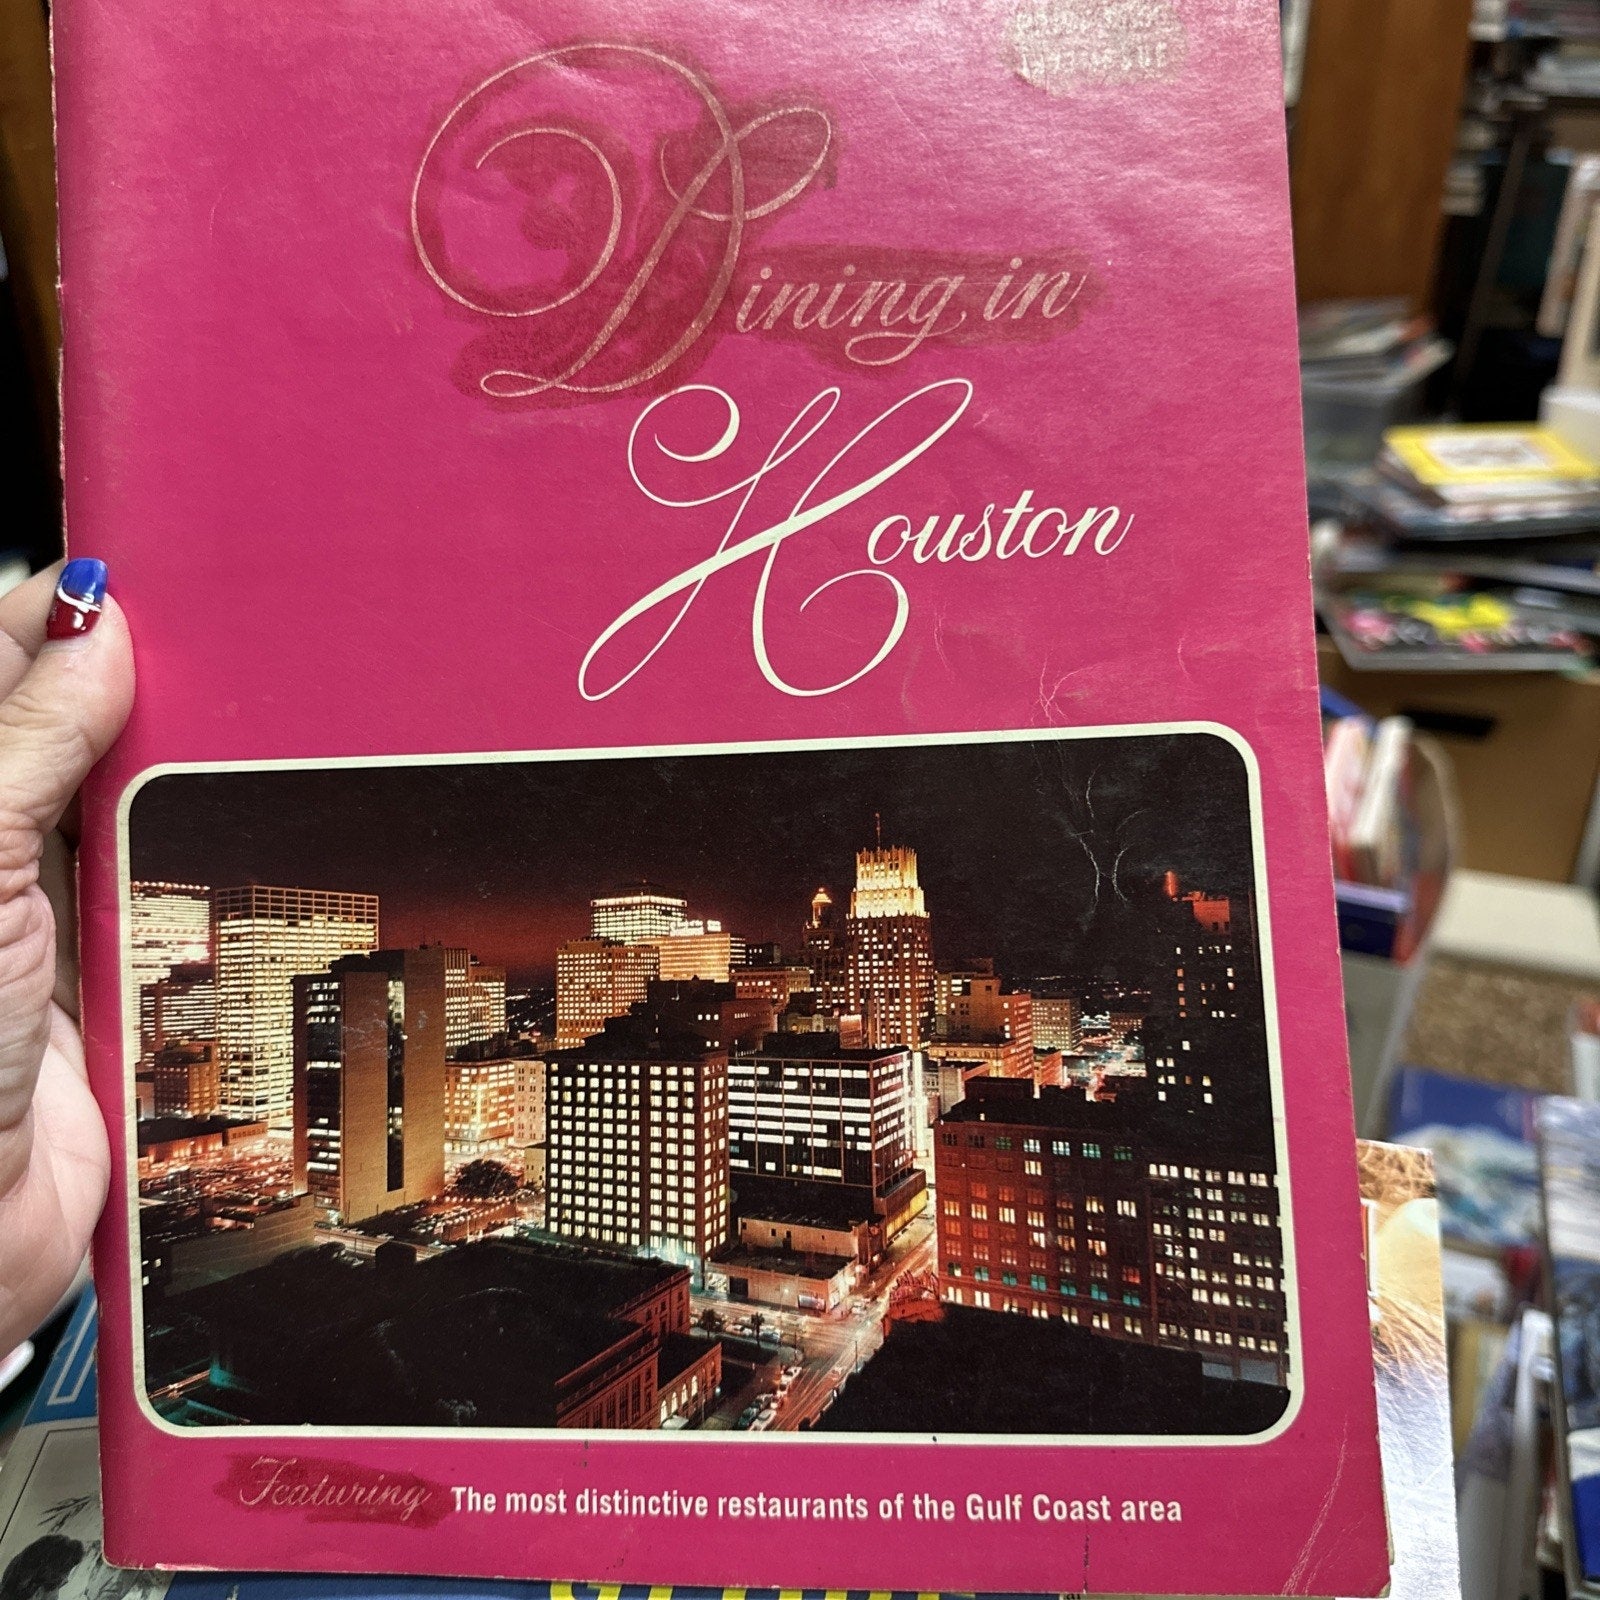 Dining in
Houston
Featuring The most distinctive restaurants of the Gulf Coast area